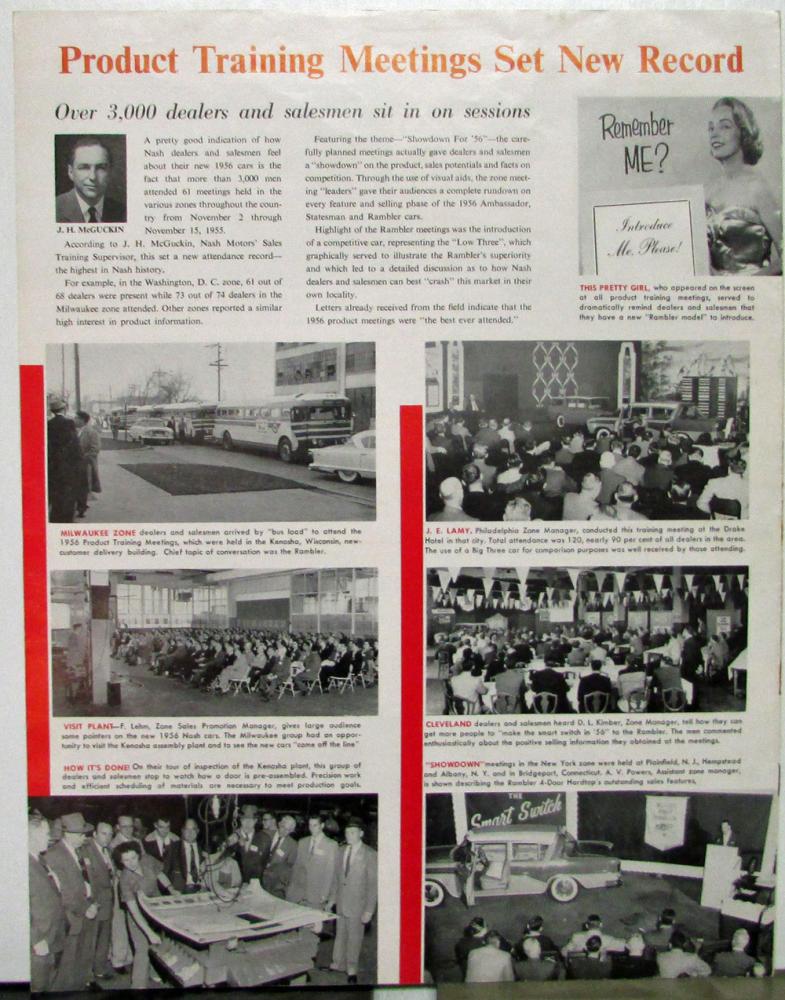 Product Training Meetings Set New Record
Over 3,000 dealers and salesmen sit in on sessions
J. H. McGUCKIN
A pretty good indication of how
Nash dealers and salesmen feel
about their new 1956 cars is the
fact that more than 3,000 men
attended 61 meetings held in the
various zones throughout the coun-
try from November 2 through
November 15, 1955.
According to J. H. McGuckin, Nash Motors' Sales
Training Supervisor, this set a new attendance record—
the highest in Nash history.
For example, in the Washington, D. C. zone, 61 out of
68 dealers were present while 73 out of 74 dealers in the
Milwaukee zone attended. Other zones reported a similar
high interest in product information.
Featuring the theme—"Showdown For '56"—the care-
fully planned meetings actually gave dealers and salesmen
a "showdown" on the product, sales potentials and facts on
competition. Through the use of visual aids, the zone meet-
ing "leaders" gave their audiences a complete rundown on
every feature and selling phase of the 1956 Ambassador,
Statesman and Rambler cars.
Highlight of the Rambler meetings was the introduction
of a competitive car, representing the "Low Three", which
graphically served to illustrate the Rambler's superiority
and which led to a detailed discussion as to how Nash
dealers and salesmen can best "crash" this market in their
own locality.
Letters already received from the field indicate that the
1956 product meetings were "the best ever attended."
Remember
ME?
Introduce
Me, Please!
THIS PRETTY GIRL, who appeared on the screen
at all product training meetings, served to
dramatically remind dealers and salesmen that
they have a new "Rambler model" to introduce.
MILWAUKEE ZONE dealers and salesmen arrived by "bus load" to attend the
1956 Product Training Meetings, which were held in the Kenosha, Wisconsin, new-
customer delivery building. Chief topic of conversation was the Rambler.
J. E. LAMY, Philadelphia Zone Manager, conducted this training meeting at the Drake
Hotel in that city. Total attendance was 120, nearly 90 per cent of all dealers in the area.
The use of a Big Three car for comparison purposes was well received by those attending.
VISIT PLANT—F. Lehm, Zone Sales Promotion Manager, gives large audience
some pointers on the new 1956 Nash cars. The Milwaukee group had an oppor-
tunity to visit the Kenosha assembly plant and to see the new cars "come off the line"
CLEVELAND dealers and salesmen heard D. L. Kimber, Zone Manager, tell how they can
get more people to "make the smart switch in '56" to the Rambler. The men commented
enthusiastically about the positive selling information they obtained at the meetings.
HOW IT'S DONE! On their tour of inspection of the Kenosha plant, this group of
dealers and salesmen stop to watch how a door is pre-assembled. Precision work
and efficient scheduling of materials are necessary to meet production goals.
"SHOWDOWN" meetings in the New York zone were held at Plainfield, N. J., Hempstead
and Albany, N. Y. and in Bridgeport, Connecticut. A. V. Powers, Assistant zone manager,
is shown describing the Rambler 4-Door Hardtop's outstanding sales features,
THE
Smart Switch